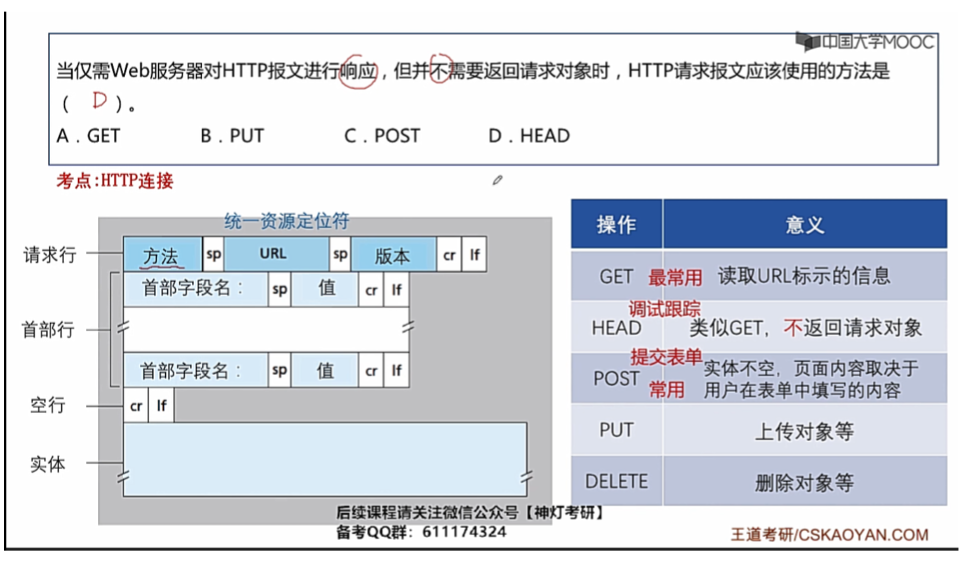 中国大学MOOC
当仅需Web服务器对HTTP报文进行响应，但并不需要返回请求对象时，HTTP请求报文应该使用的方法是
（ D ）。
A．GET B．PUT C．POST D．HEAD
考点:HTTP连接
统一资源定位符
请求行 方法 sp URL sp 版本 cr lf
首部字段名： sp 值 cr lf
首部行
首部字段名： sp 值 cr lf
空行 cr lf
实体
操作 意义
GET 最常用 读取URL标示的信息
调试跟踪
HEAD 类似GET，不返回请求对象
提交表单
POST 常用 实体不空，页面内容取决于
用户在表单中填写的内容
PUT 上传对象等
DELETE 删除对象等
后续课程请关注微信公众号【神灯考研】
备考QQ群：611174324
王道考研/CSKAOYAN.COM